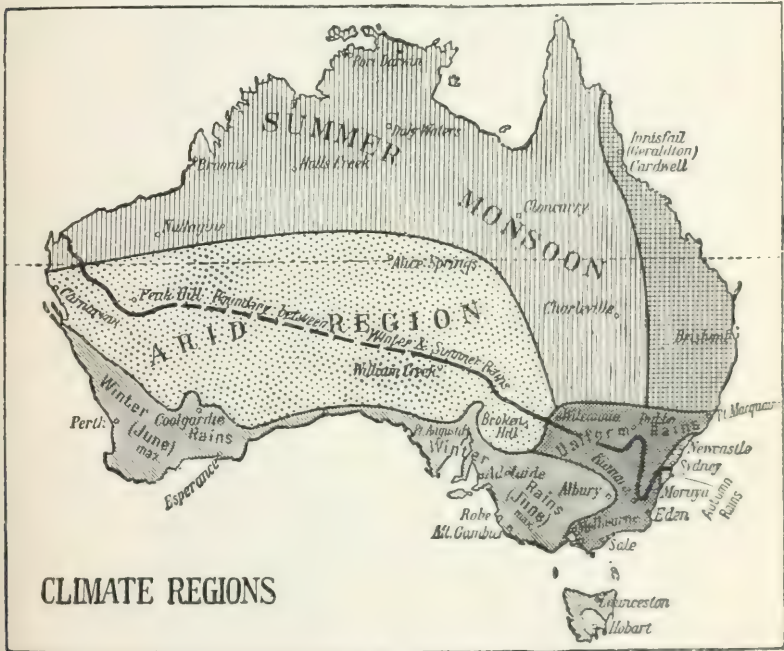 Port Darwin
SUMMER
Daly Waters
Innisfail
(Geraldton)
Cardwell
Broome
Halls Creek
MONSOON
Cloncurry
Nullagine
Alice Springs
Carnarvon
Peak Hill
Boundary between
Winter & Summer Rains
ARID REGION
Charleville
Brisbane
William Creek
Winter
(June)
max.
Rains
Perth
Coolgardie
Esperance
Pt Augusta
Broken
Hill
Uniform Rains
Pt Macquar
Newcastle
Sydney
Autumn
Rains
Moruya
Eden
Kiama
Winter
Rains
(June)
max.
Adelaide
Albury
Robe
Mt. Gambier
Melbourne
Sale
CLIMATE REGIONS
Launceston
Hobart